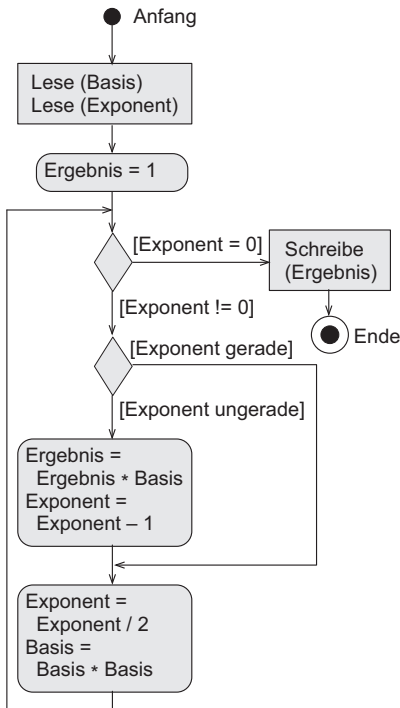 Anfang
Lese (Basis)
Lese (Exponent)
Ergebnis = 1
[Exponent = 0]
Schreibe
(Ergebnis)
[Exponent != 0]
Ende
[Exponent gerade]
[Exponent ungerade]
Ergebnis =
Ergebnis * Basis
Exponent =
Exponent – 1
Exponent =
Exponent / 2
Basis =
Basis * Basis